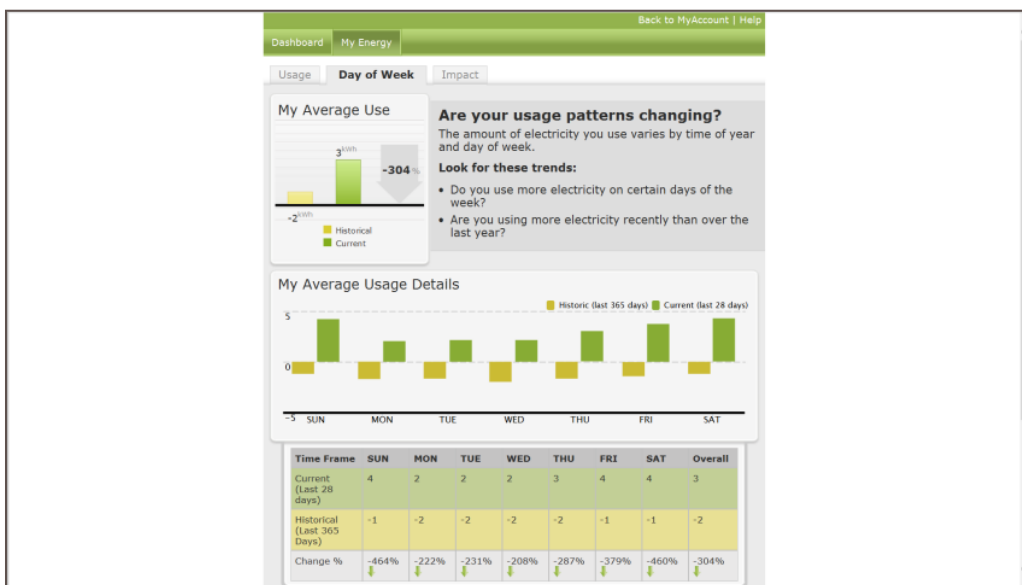 Back to MyAccount | Help
Dashboard My Energy
Usage Day of Week Impact
My Average Use
3 kWh
-304 %
-2 kWh
Historical
Current
Are your usage patterns changing?
The amount of electricity you use varies by time of year
and day of week.
Look for these trends:
• Do you use more electricity on certain days of the
week?
• Are you using more electricity recently than over the
last year?
My Average Usage Details
Historic (last 365 days) Current (last 28 days)
5
0
-5 SUN MON TUE WED THU FRI SAT
Time Frame SUN MON TUE WED THU FRI SAT Overall
Current
(Last 28
days) 4 2 2 2 3 4 4 3
Historical
(Last 365
Days) -1 -2 -2 -2 -2 -1 -1 -2
Change % -464% -222% -231% -208% -287% -379% -460% -304%